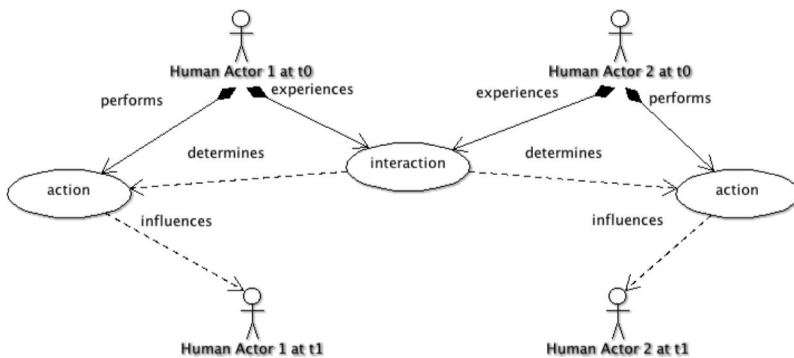 Human Actor 1 at t0
Human Actor 2 at t0
performs
experiences
experiences
performs
determines
interaction
determines
action
action
influences
influences
Human Actor 1 at t1
Human Actor 2 at t1